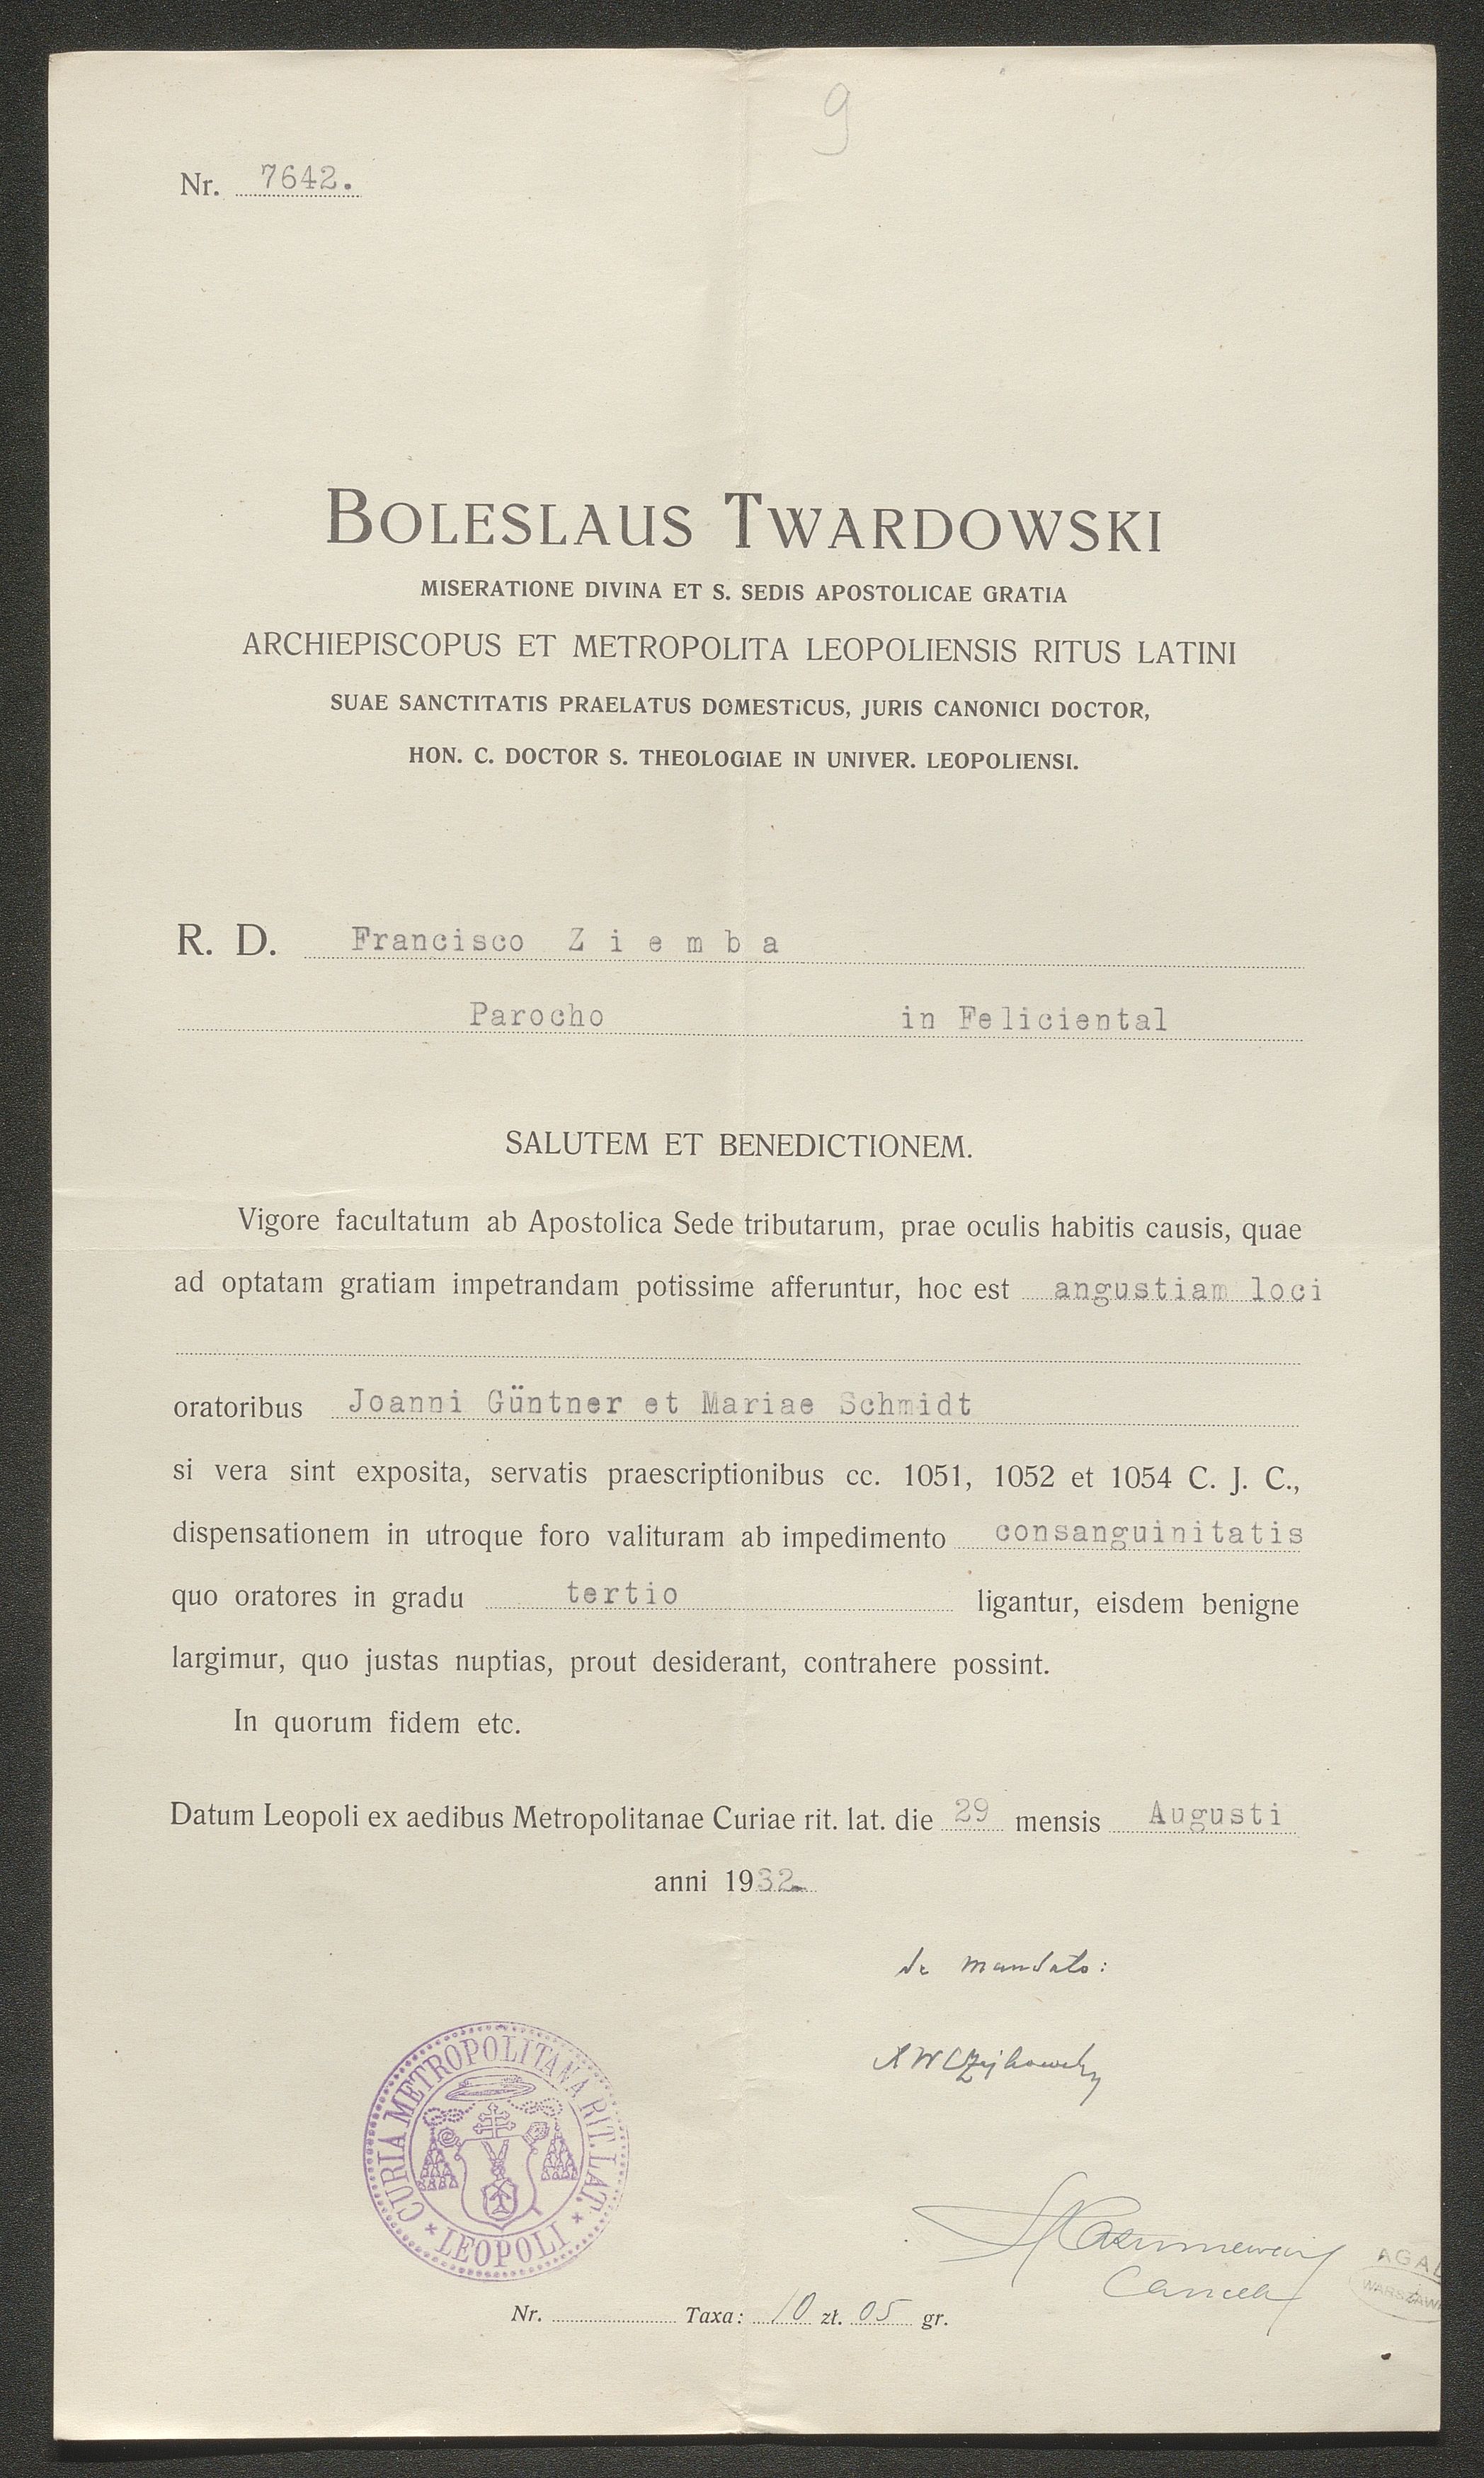 9
Nr. 7642.
BOLESLAUS TWARDOWSKI
MISERATIONE DIVINA ET S. SEDIS APOSTOLICAE GRATIA
ARCHIEPISCOPUS ET METROPOLITA LEOPOLIENSIS RITUS LATINI
SUAE SANCTITATIS PRAELATUS DOMESTiCUS, JURIS CANONICI DOCTOR,
HON. C. DOCTOR S. THEOLOGIAE IN UNIVER. LEOPOLIENSI.
R. D. Francisco Z i e m b a
Parocho in Feliciental
SALUTEM ET BENEDICTIONEM.
Vigore facultatum ab Apostolica Sede tributarum, prae oculis habitis causis, quae
ad optatam gratiam impetrandam potissime afferuntur, hoc est angustiam loci
oratoribus Joanni Güntner et Mariae Schmidt
si vera sint exposita, servatis praescriptionibus cc. 1051, 1052 et 1054 C. J. C.,
dispensationem in utroque foro valituram ab impedimento consanguinitatis
quo oratores in gradu tertio ligantur, eisdem benigne
largimur, quo justas nuptias, prout desiderant, contrahere possint.
In quorum fidem etc.
Datum Leopoli ex aedibus Metropolitanae Curiae rit. lat. die 29 mensis Augusti
anni 1932
de mandato:
CURIA METROPOLITANA RIT. LAT.
LEOPOLI
AGAD
Nr. Taxa: 10 zł. 05 gr.